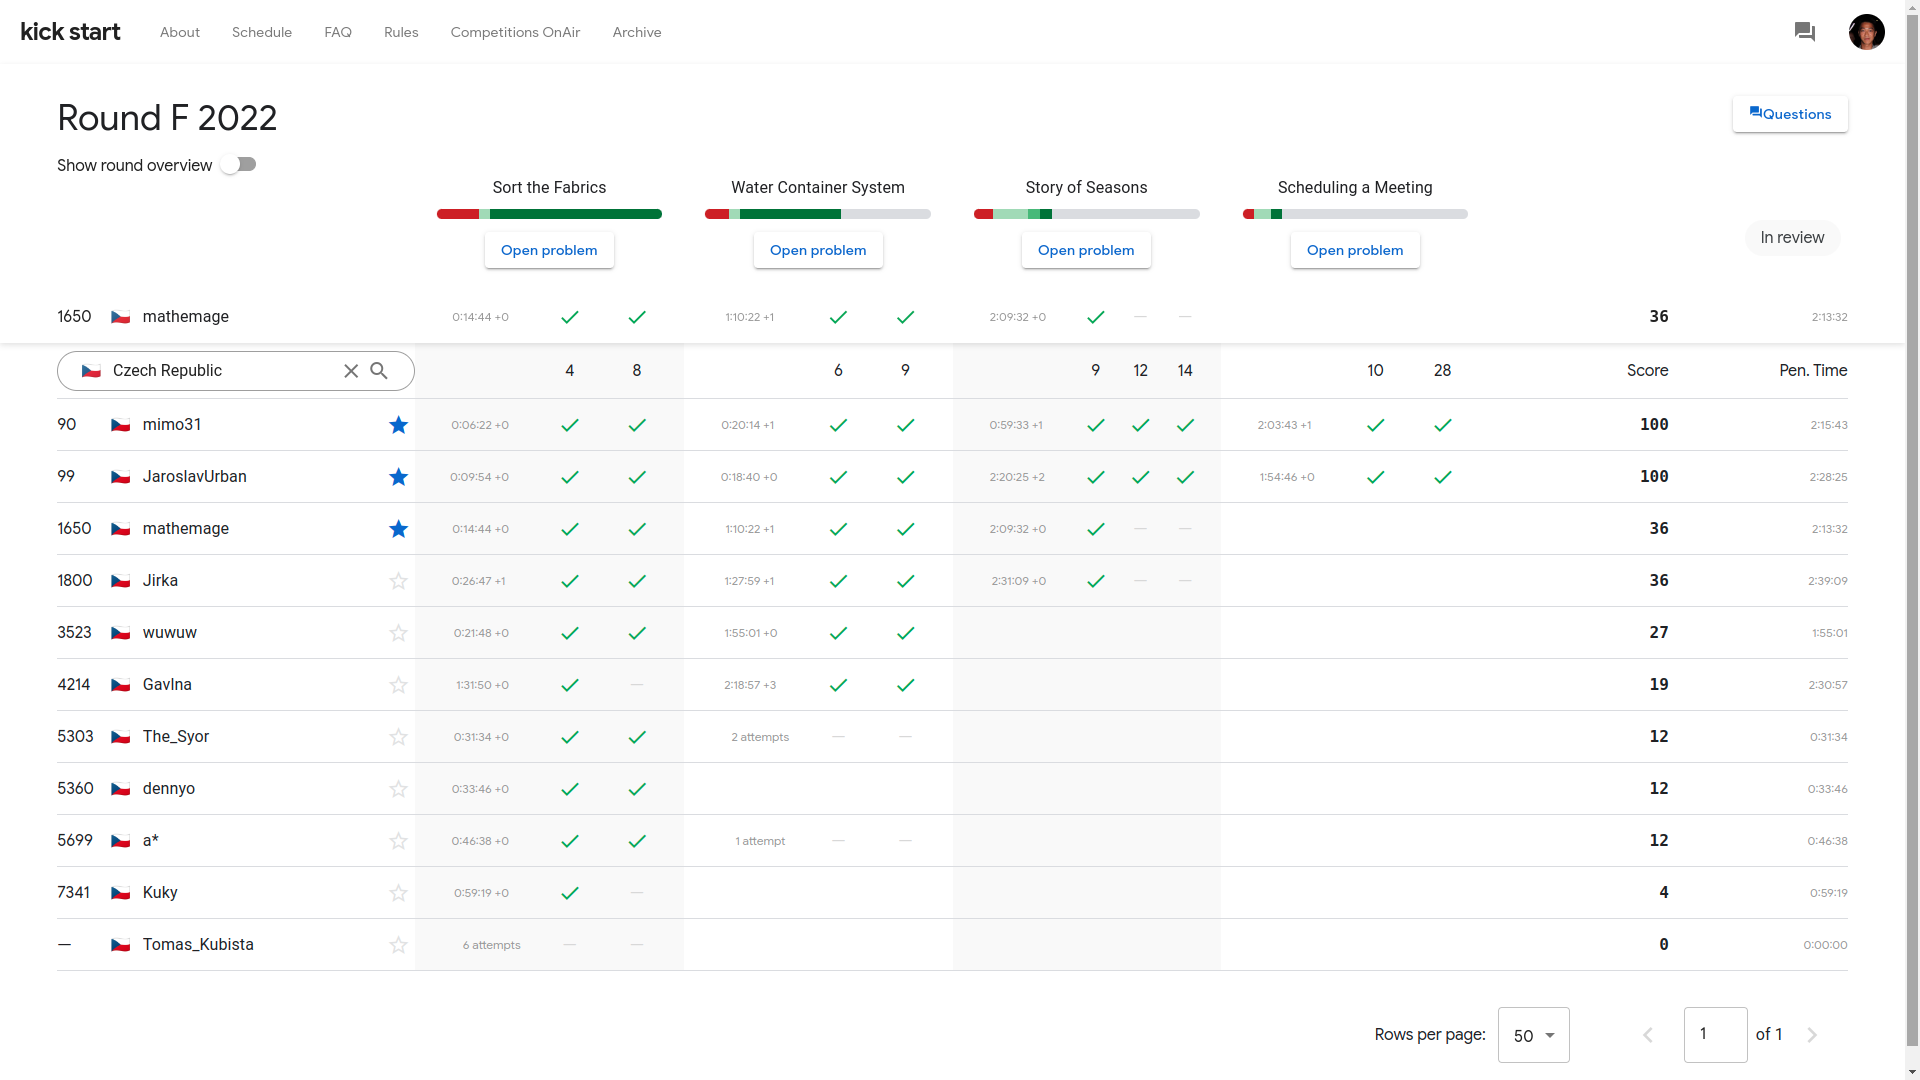 kick start About Schedule FAQ Rules Competitions OnAir Archive
Round F 2022
Questions
Show round overview
Sort the Fabrics Water Container System Story of Seasons Scheduling a Meeting
Open problem Open problem Open problem Open problem
In review
1650 mathemage 0:14:44 +0 1:10:22 +1 2:09:32 +0 — — 36 2:13:32
Czech Republic 4 8 6 9 9 12 14 10 28 Score Pen. Time
90 mimo31 0:06:22 +0 0:20:14 +1 0:59:33 +1 2:03:43 +1 100 2:15:43
99 JaroslavUrban 0:09:54 +0 0:18:40 +0 2:20:25 +2 1:54:46 +0 100 2:28:25
1650 mathemage 0:14:44 +0 1:10:22 +1 2:09:32 +0 — — 36 2:13:32
1800 Jirka 0:26:47 +1 1:27:59 +1 2:31:09 +0 — — 36 2:39:09
3523 wuwuw 0:21:48 +0 1:55:01 +0 27 1:55:01
4214 GavIna 1:31:50 +0 — 2:18:57 +3 19 2:30:57
5303 The_Syor 0:31:34 +0 2 attempts — — 12 0:31:34
5360 dennyo 0:33:46 +0 12 0:33:46
5699 a* 0:46:38 +0 1 attempt — — 12 0:46:38
7341 Kuky 0:59:19 +0 — 4 0:59:19
— Tomas_Kubista 6 attempts — — 0 0:00:00
Rows per page: 50 1 of 1